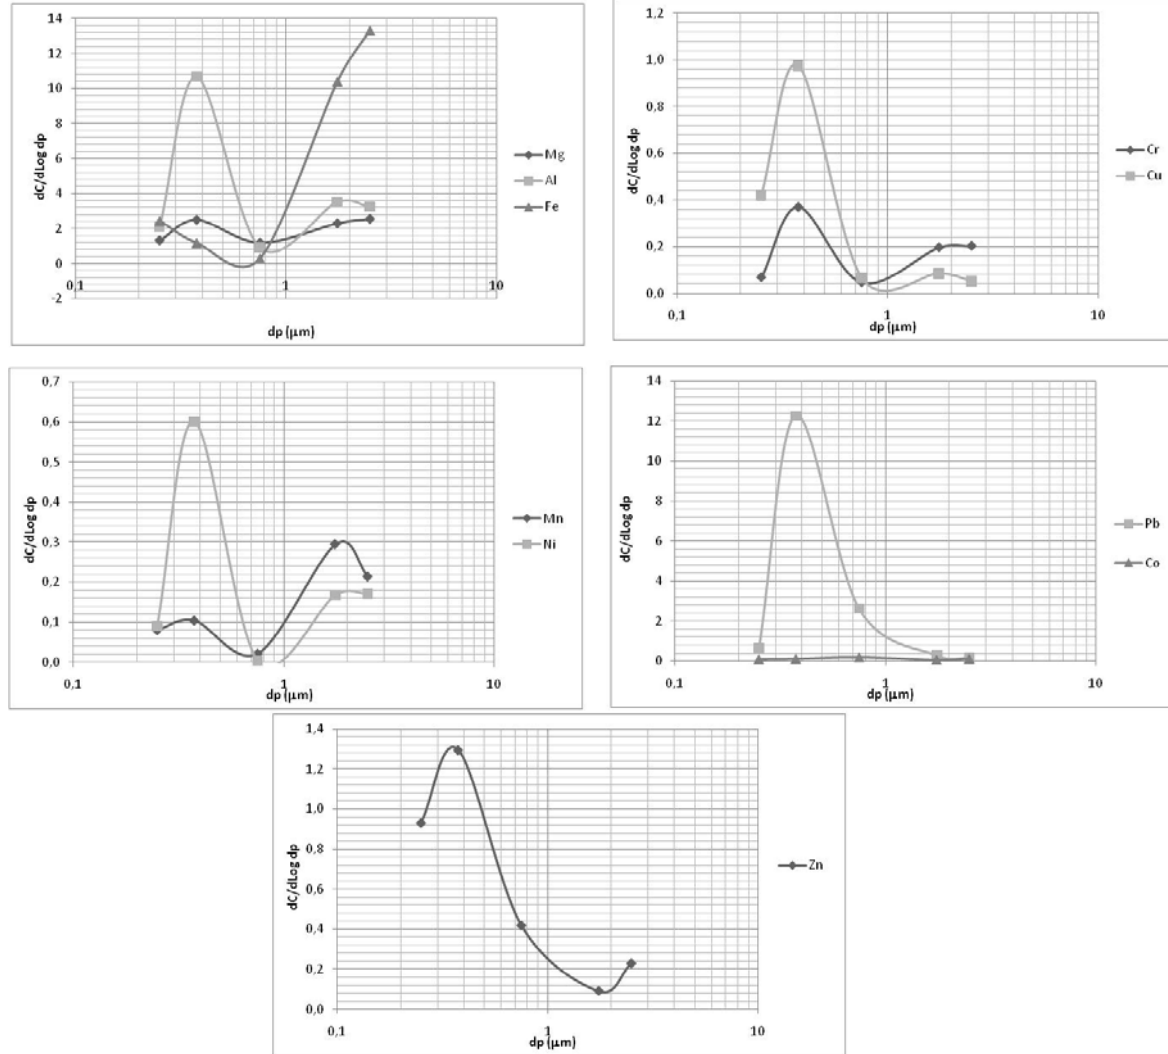 14
12
10
8
6
4
2
0
-2
0,1
1
10
dC/dLog dp
dp (μm)
Mg
Al
Fe
1,2
1,0
0,8
0,6
0,4
0,2
0,0
0,1
1
10
dC/dLog dp
dp (μm)
Cr
Cu
0,7
0,6
0,5
0,4
0,3
0,2
0,1
0,0
0,1
1
10
dC/dLog dp
dp (μm)
Mn
Ni
14
12
10
8
6
4
2
0
0,1
1
10
dC/dLog dp
dp (μm)
Pb
Co
1,4
1,2
1,0
0,8
0,6
0,4
0,2
0,0
0,1
1
10
dC/dLog dp
dp (μm)
Zn